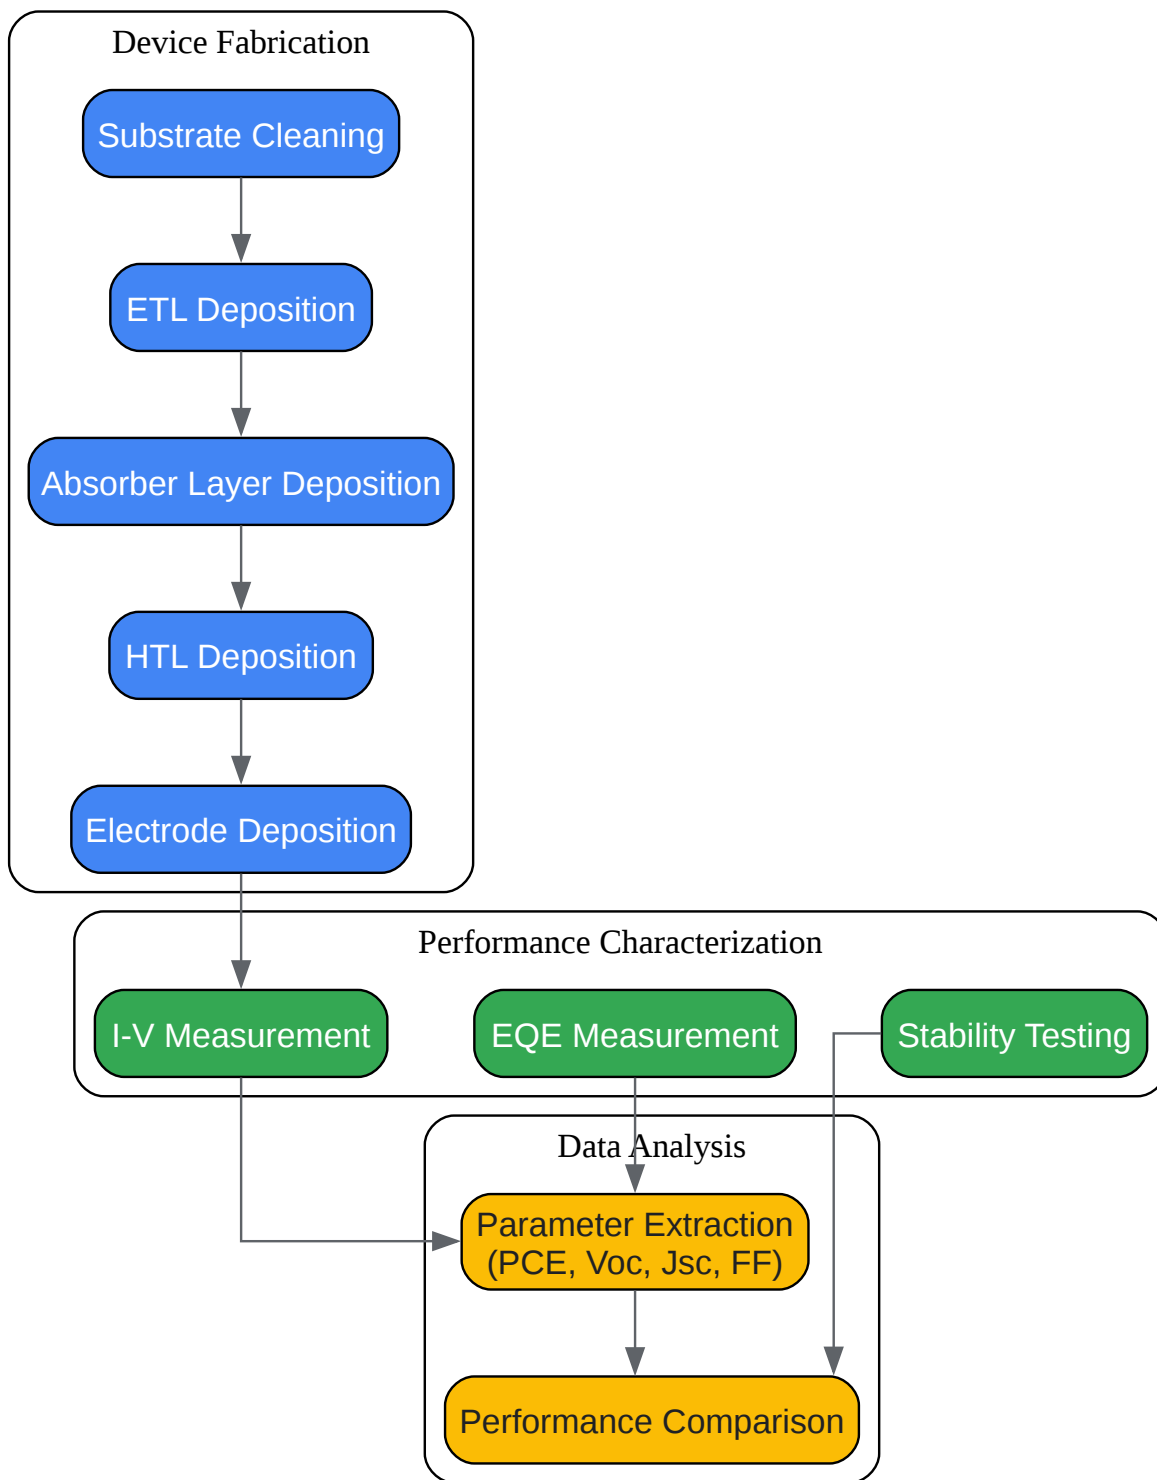 Device Fabrication
Substrate Cleaning
ETL Deposition
Absorber Layer Deposition
HTL Deposition
Electrode Deposition
Performance Characterization
I-V Measurement
EQE Measurement
Stability Testing
Data Analysis
Parameter Extraction
(PCE, Voc, Jsc, FF)
Performance Comparison